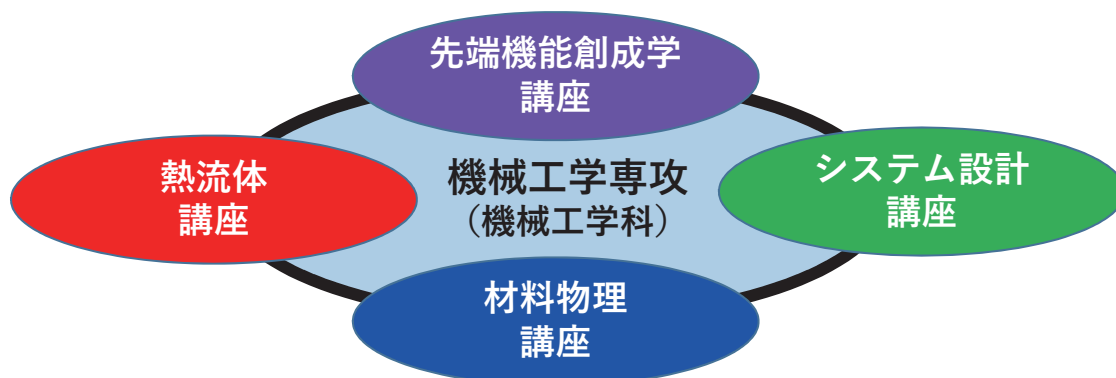 先端機能創成学
講座
熱流体
講座
機械工学専攻
（機械工学科）
システム設計
講座
材料物理
講座